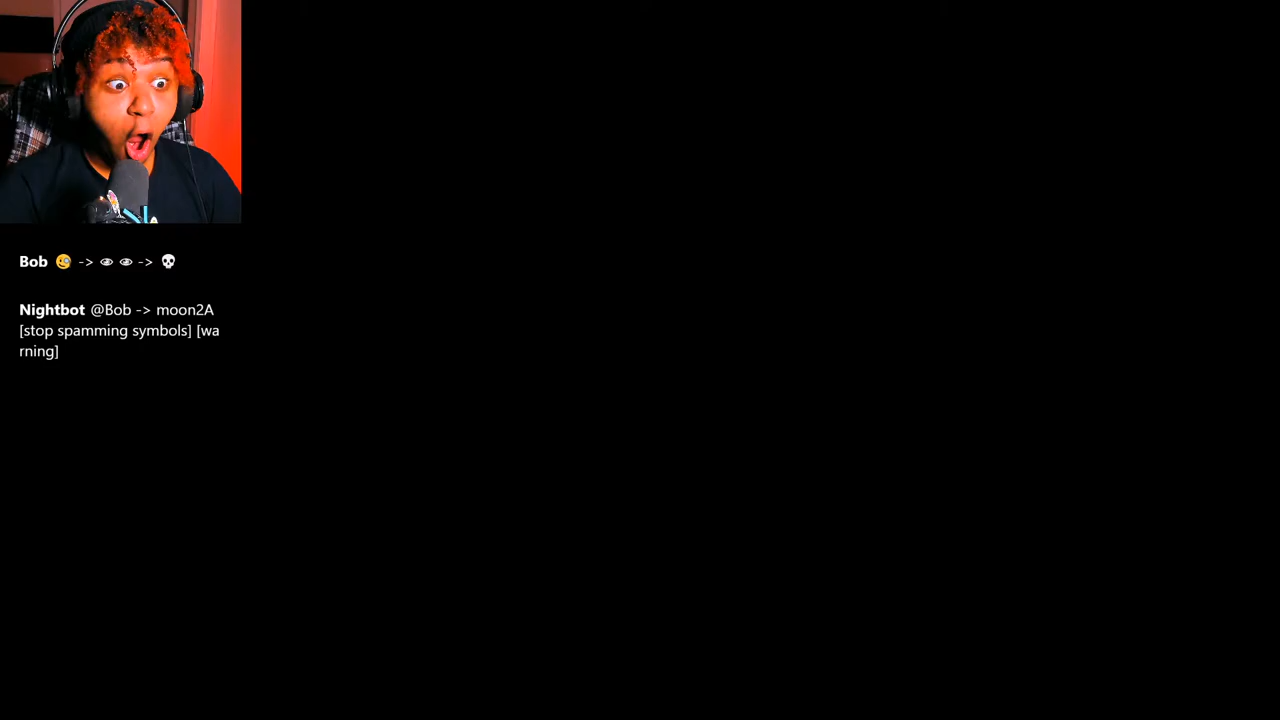 Bob 🧐 -> 👁 👁 -> 💀
Nightbot @Bob -> moon2A
[stop spamming symbols] [wa
rning]